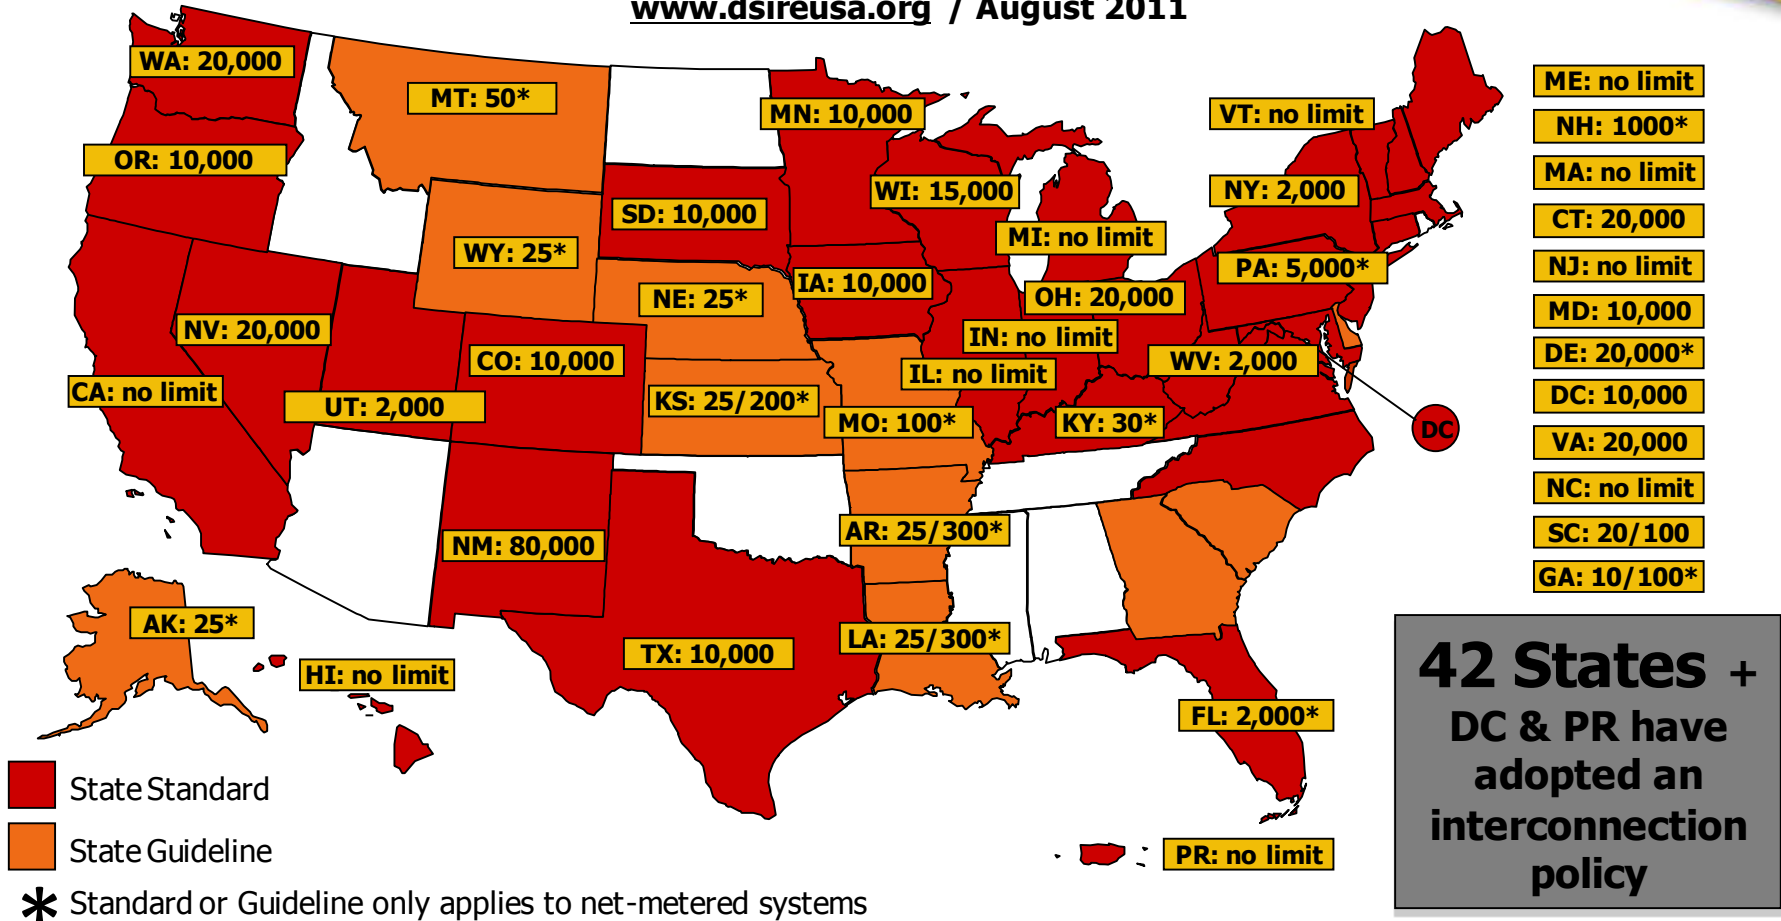 www.dsireusa.org / August 2011
WA: 20,000
MT: 50*
MN: 10,000
VT: no limit
ME: no limit
NH: 1000*
OR: 10,000
MA: no limit
WI: 15,000
NY: 2,000
SD: 10,000
CT: 20,000
MI: no limit
WY: 25*
PA: 5,000*
NJ: no limit
IA: 10,000
NE: 25*
OH: 20,000
MD: 10,000
NV: 20,000
IN: no limit
DE: 20,000*
CO: 10,000
WV: 2,000
IL: no limit
CA: no limit
KS: 25/200*
DC: 10,000
UT: 2,000
MO: 100*
KY: 30*
DC
VA: 20,000
NC: no limit
AR: 25/300*
SC: 20/100
NM: 80,000
GA: 10/100*
AK: 25*
LA: 25/300*
TX: 10,000
HI: no limit
FL: 2,000*
PR: no limit
42 States +
DC & PR have
adopted an
interconnection
policy
State Standard
State Guideline
* Standard or Guideline only applies to net-metered systems